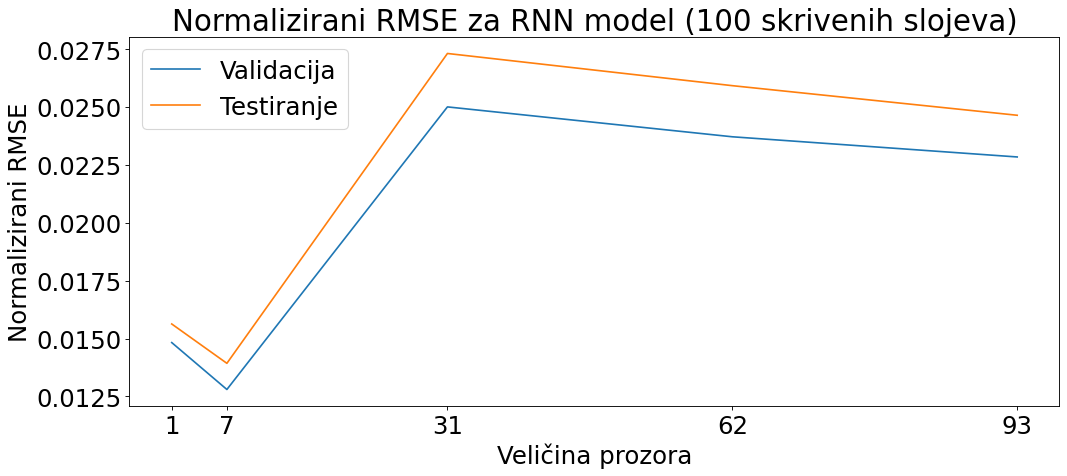 Normalizirani RMSE za RNN model (100 skrivenih slojeva)
Normalizirani RMSE
0.0275
0.0250
0.0225
0.0200
0.0175
0.0150
0.0125
Validacija
Testiranje
1 7 31 62 93
Veličina prozora